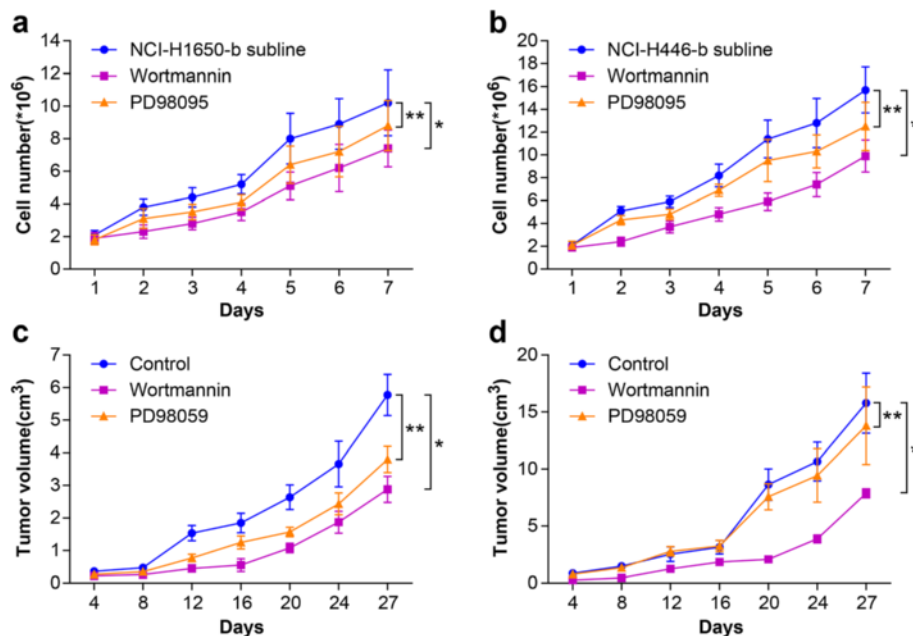 a
14
12
10
8
6
4
2
0
Cell number(*10⁶)
NCI-H1650-b subline
Wortmannin
PD98095
**
*
1 2 3 4 5 6 7
Days
b
20
18
16
14
12
10
8
6
4
2
0
Cell number(*10⁶)
NCI-H446-b subline
Wortmannin
PD98095
**
*
1 2 3 4 5 6 7
Days
c
7
6
5
4
3
2
1
0
Tumor volume(cm³)
Control
Wortmannin
PD98059
**
*
4 8 12 16 20 24 27
Days
d
20
15
10
5
0
Tumor volume(cm³)
Control
Wortmannin
PD98059
**
*
4 8 12 16 20 24 27
Days